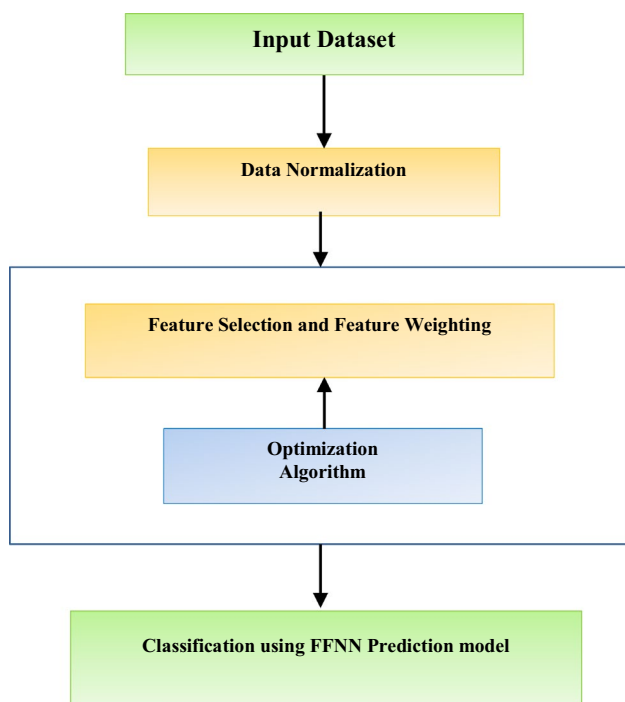 Input Dataset
Data Normalization
Feature Selection and Feature Weighting
Optimization
Algorithm
Classification using FFNN Prediction model